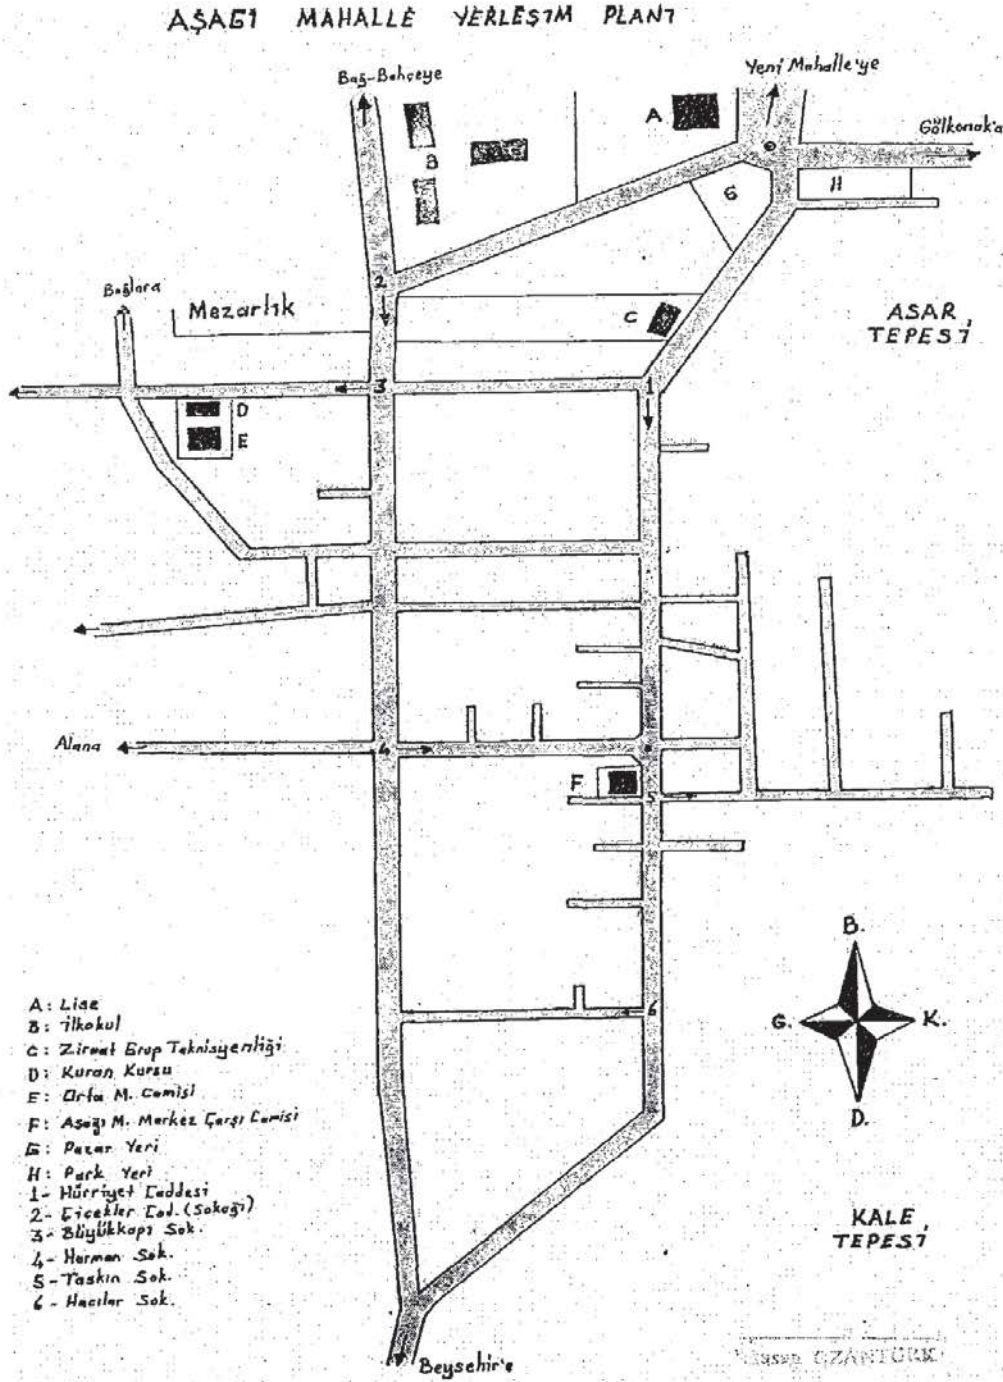 AŞAGI MAHALLE YERLEŞİM PLANI
Bağ-Bahçeye
Yeni Mahalle'ye
Gölkonak'a
A
B
G
H
2
Bağlara
Mezarlık
C
ASAR
TEPESİ
3
1
D
E
Alana
4
F
5
6
B.
G.
K.
D.
A: Lise
B: İlkokul
C: Ziraat Grup Teknisyenliği
D: Kuran Kursu
E: Orta M. Camisi
F: Aşağı M. Merkez Çarşı Camisi
G: Pazar Yeri
H: Park Yeri
1- Hürriyet Caddesi
2- Çiçekler Cad. (Sokağı)
3- Büyükkapı Sok.
4- Harman Sok.
5- Taskın Sok.
6- Hacılar Sok.
KALE
TEPESİ
Beyşehir'e
ÖZANTÜRK